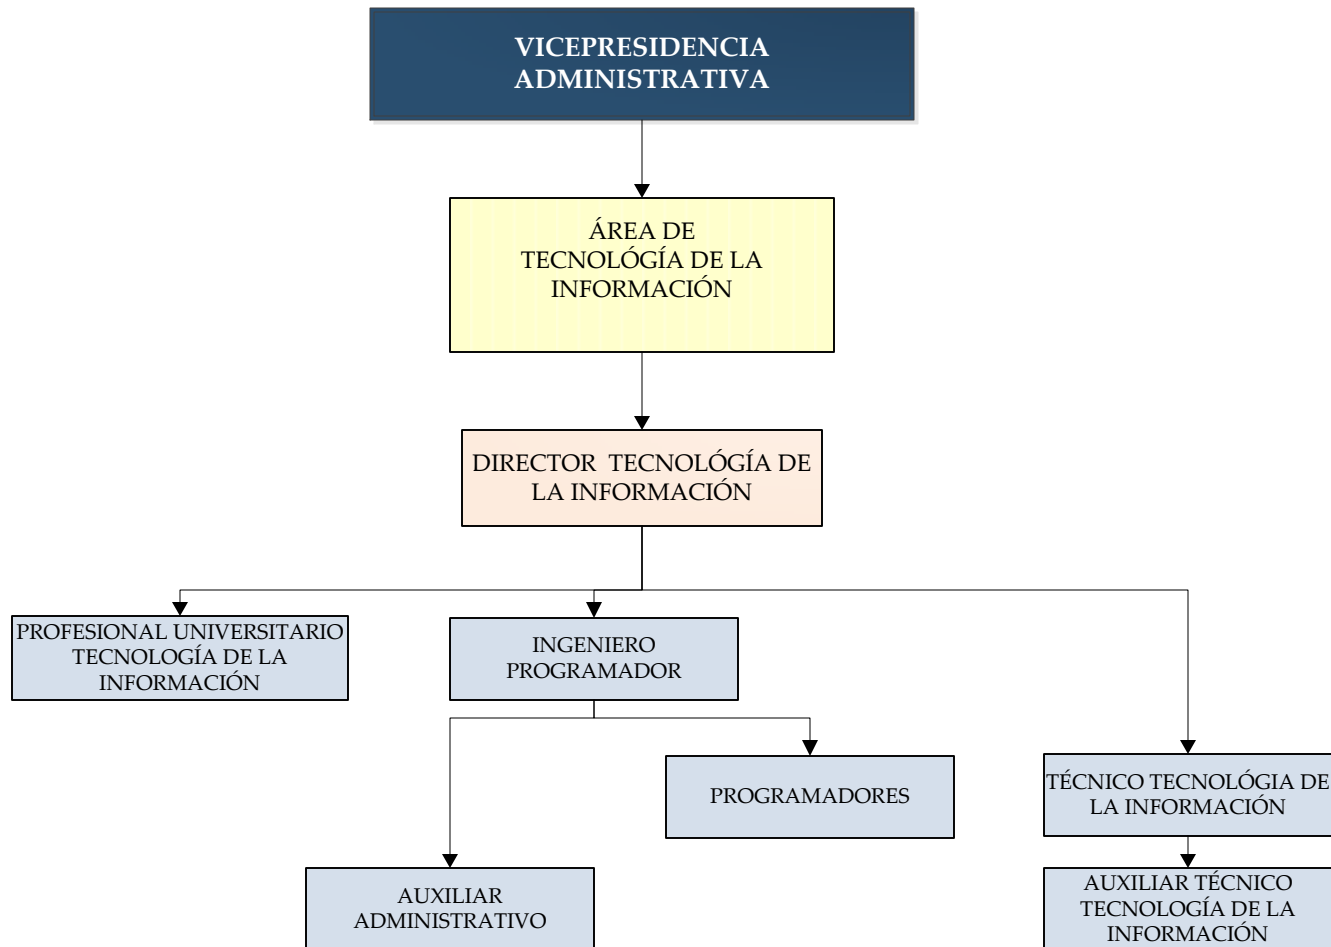 VICEPRESIDENCIA
ADMINISTRATIVA
ÁREA DE
TECNOLÓGÍA DE LA
INFORMACIÓN
DIRECTOR TECNOLÓGÍA DE
LA INFORMACIÓN
PROFESIONAL UNIVERSITARIO
TECNOLOGÍA DE LA
INFORMACIÓN
INGENIERO
PROGRAMADOR
PROGRAMADORES
TÉCNICO TECNOLÓGIA DE
LA INFORMACIÓN
AUXILIAR
ADMINISTRATIVO
AUXILIAR TÉCNICO
TECNOLOGÍA DE LA
INFORMACIÓN